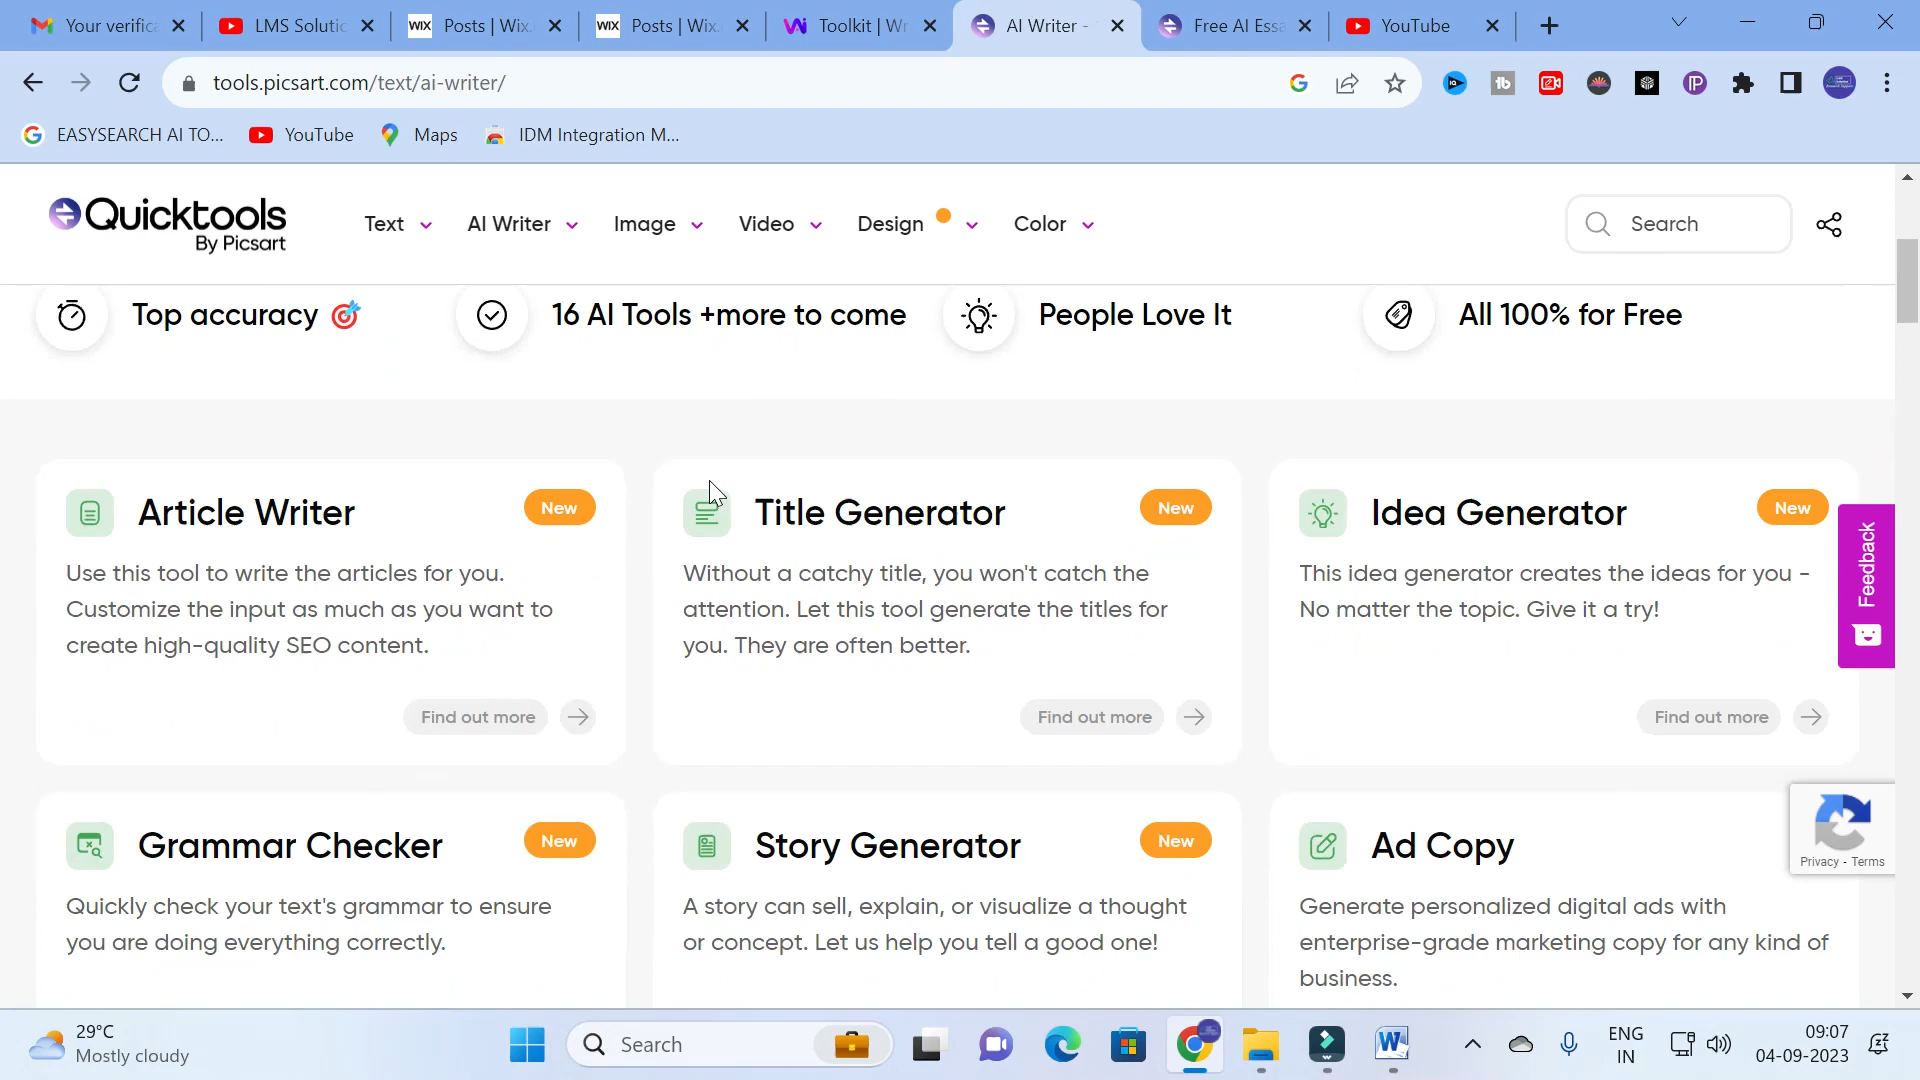 Your verifica
LMS Solutic
WIX Posts | Wix.
WIX Posts | Wix.
Toolkit | Wr
AI Writer -
Free AI Essa
YouTube
tools.picsart.com/text/ai-writer/
EASYSEARCH AI TO...
YouTube
Maps
IDM Integration M...
Quicktools
By Picsart
Text
AI Writer
Image
Video
Design
Color
Search
Top accuracy
16 AI Tools +more to come
People Love It
All 100% for Free
Article Writer
New
Use this tool to write the articles for you.
Customize the input as much as you want to
create high-quality SEO content.
Find out more
Title Generator
New
Without a catchy title, you won't catch the
attention. Let this tool generate the titles for
you. They are often better.
Find out more
Idea Generator
New
This idea generator creates the ideas for you -
No matter the topic. Give it a try!
Find out more
Feedback
Grammar Checker
New
Quickly check your text's grammar to ensure
you are doing everything correctly.
Story Generator
New
A story can sell, explain, or visualize a thought
or concept. Let us help you tell a good one!
Ad Copy
Generate personalized digital ads with
enterprise-grade marketing copy for any kind of
business.
Privacy - Terms
29°C
Mostly cloudy
Search
ENG
IN
09:07
04-09-2023